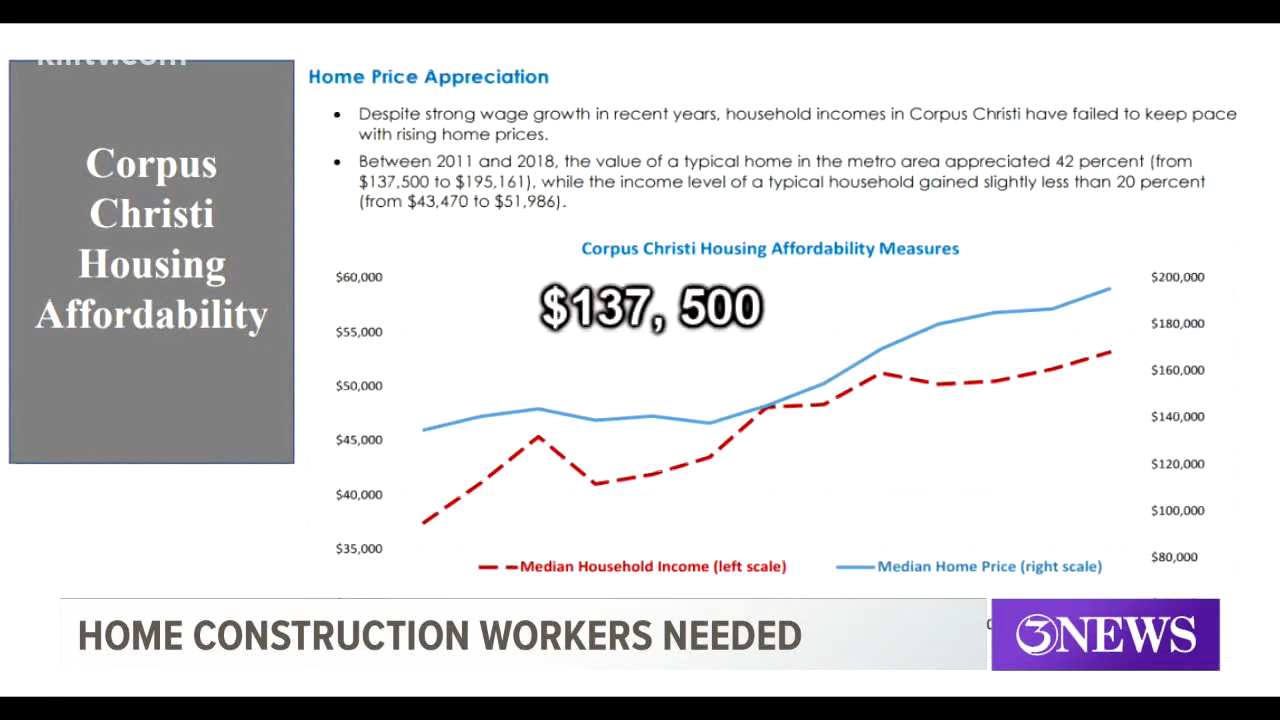 Corpus
Christi
Housing
Affordability
Home Price Appreciation
• Despite strong wage growth in recent years, household incomes in Corpus Christi have failed to keep pace
with rising home prices.
• Between 2011 and 2018, the value of a typical home in the metro area appreciated 42 percent (from
$137,500 to $195,161), while the income level of a typical household gained slightly less than 20 percent
(from $43,470 to $51,986).
Corpus Christi Housing Affordability Measures
$137, 500
$60,000
$55,000
$50,000
$45,000
$40,000
$35,000
$200,000
$180,000
$160,000
$140,000
$120,000
$100,000
$80,000
Median Household Income (left scale)
Median Home Price (right scale)
HOME CONSTRUCTION WORKERS NEEDED
3NEWS